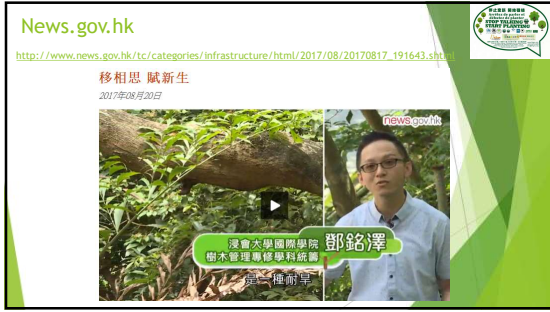 News.gov.hk
STOP TALKING
START PLANTING
http://www.news.gov.hk/tc/categories/infrastructure/html/2017/08/20170817_191643.shtml
移相思 賦新生
2017年08月20日
news.gov.hk
浸會大學國際學院
樹木管理專修學科統籌
鄧銘澤
是一種耐旱